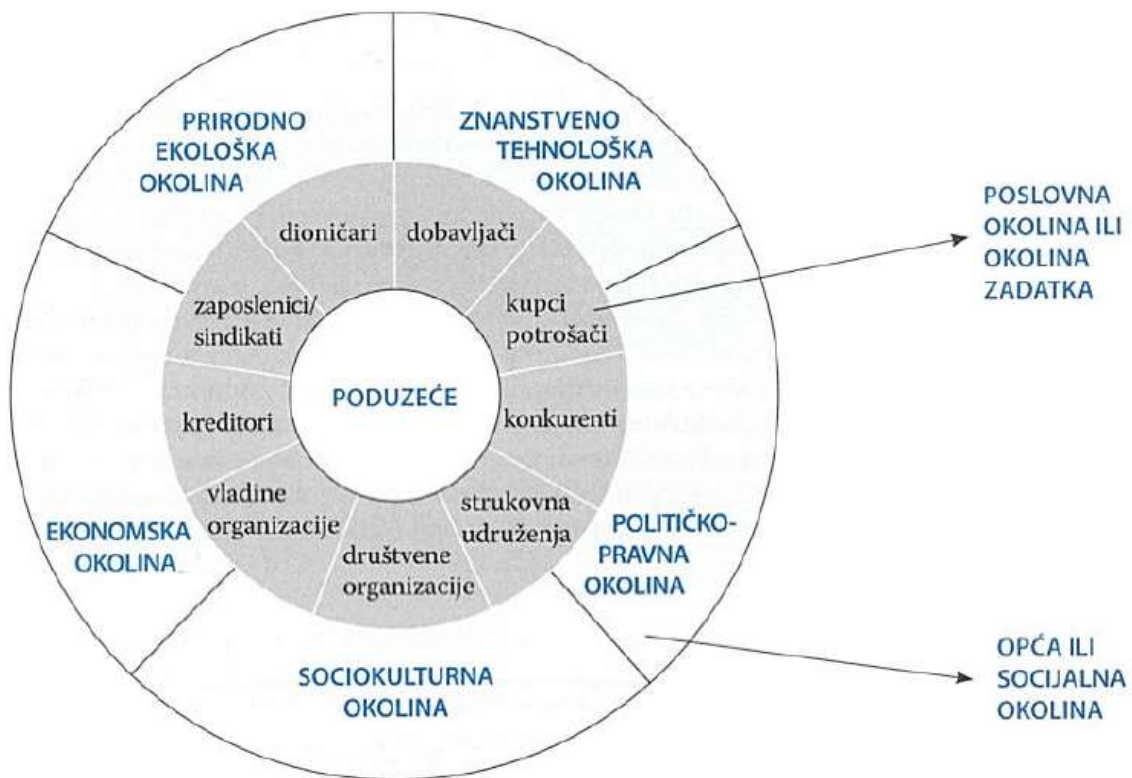 PRIRODNO
EKOLOŠKA
OKOLINA
ZNANSTVENO
TEHNOLOŠKA
OKOLINA
POSLOVNA
OKOLINA ILI
OKOLINA
ZADATKA
dioničari
dobavljači
zaposlenici/
sindikati
kupci
potrošači
PODUZEĆE
kreditori
konkurenti
vladine
organizacije
strukovna
udruženja
društvene
organizacije
EKONOMSKA
OKOLINA
POLITIČKO-
PRAVNA
OKOLINA
SOCIOKULTURNA
OKOLINA
OPĆA ILI
SOCIJALNA
OKOLINA